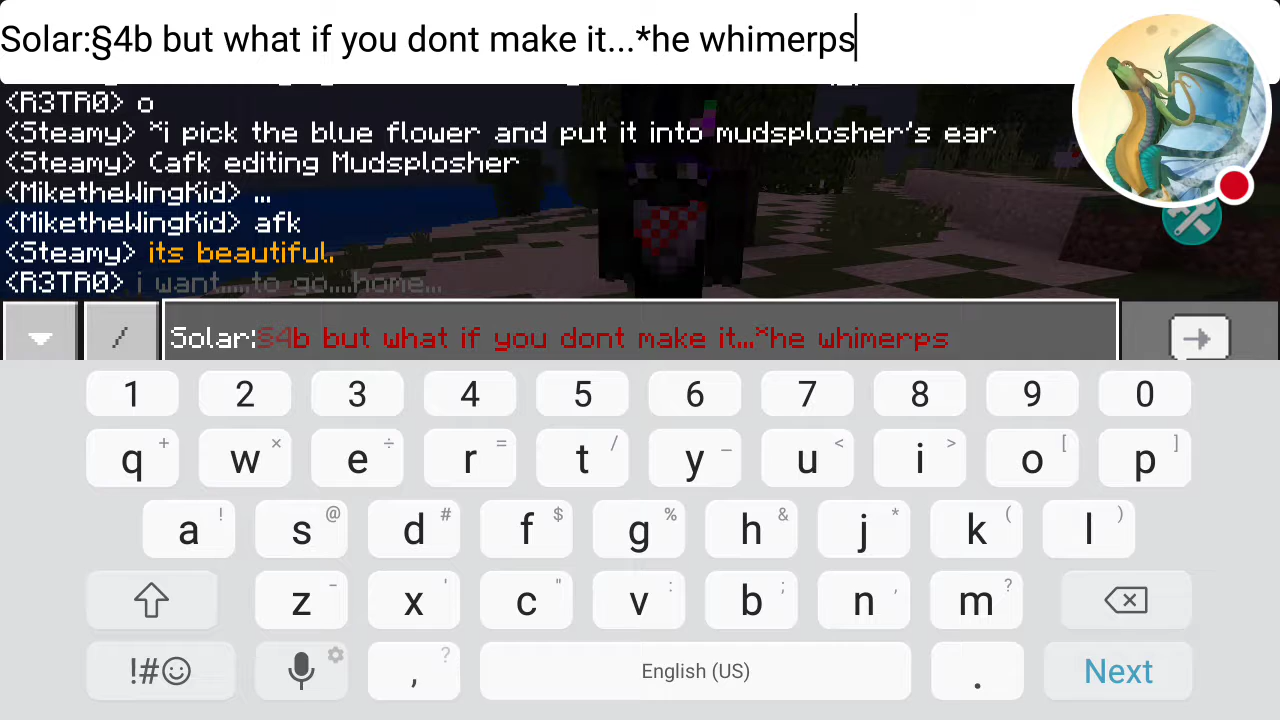 Solar:§4b but what if you dont make it...*he whimerps
<R3TR0> o
<Steamy> *i pick the blue flower and put it into mudsplosher's ear
<Steamy> (afk editing Mudsplosher
<MiketheWingKid> ...
<MiketheWingKid> afk
<Steamy> its beautiful.
<R3TR0> i want.....to go....home...
/ Solar:§4b but what if you dont make it...*he whimerps
1 2 3 4 5 6 7 8 9 0
q + w × e ÷ r = t / y _ u < i > o [ p ]
a ! s @ d # f $ g % h & j * k ( l )
z - x ' c " v : b ; n , m ?
!#☺ , ? English (US) . Next